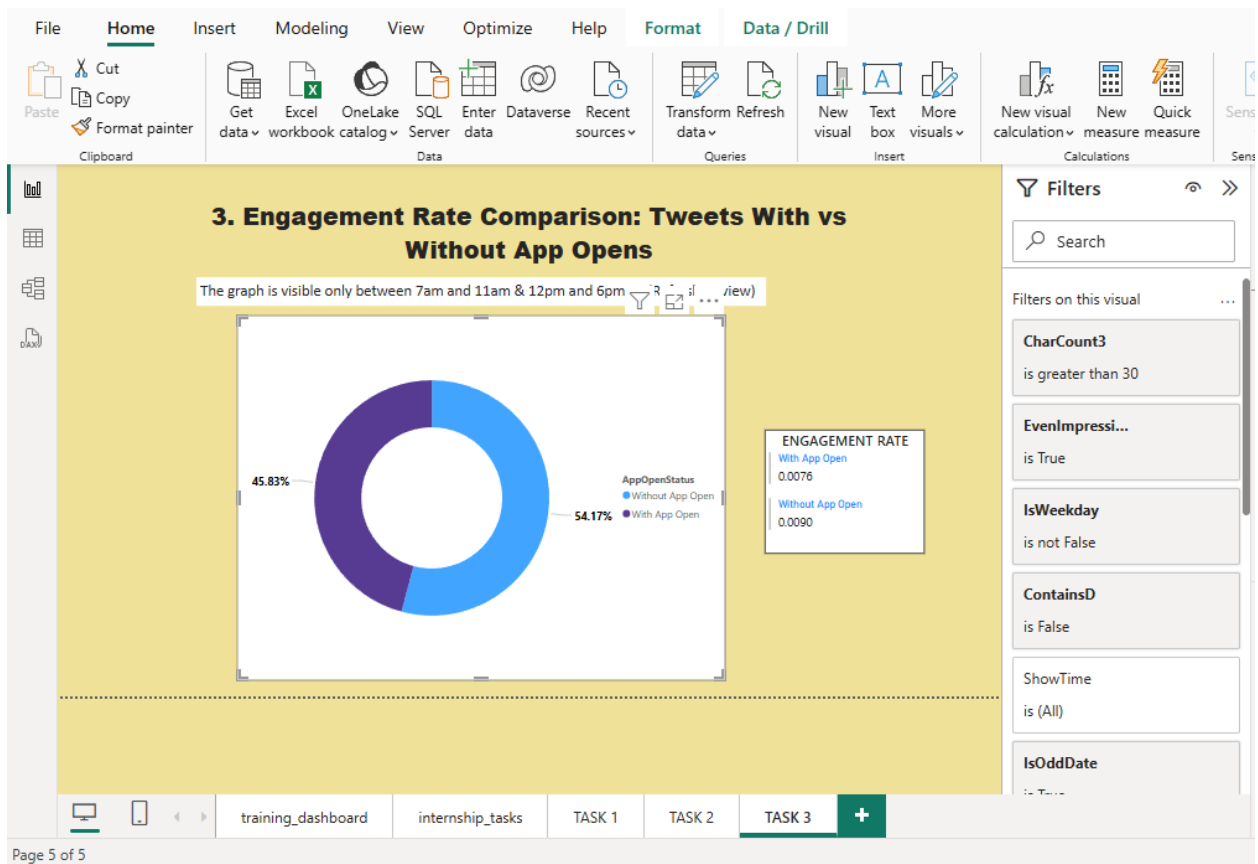 File Home Insert Modeling View Optimize Help Format Data / Drill
Paste
Cut
Copy
Format painter
Clipboard
Get data
Excel workbook
OneLake catalog
SQL Server
Enter data
Dataverse
Recent sources
Data
Transform data
Refresh
Queries
New visual
Text box
More visuals
Insert
New visual calculation
New measure
Quick measure
Calculations
Sens
Sens
3. Engagement Rate Comparison: Tweets With vs
Without App Opens
The graph is visible only between 7am and 11am & 12pm and 6pm view)
45.83%
54.17%
AppOpenStatus
Without App Open
With App Open
ENGAGEMENT RATE
With App Open
0.0076
Without App Open
0.0090
Filters
Search
Filters on this visual
CharCount3
is greater than 30
EvenImpressi...
is True
IsWeekday
is not False
ContainsD
is False
ShowTime
is (All)
IsOddDate
is True
DAX
training_dashboard internship_tasks TASK 1 TASK 2 TASK 3 +
Page 5 of 5